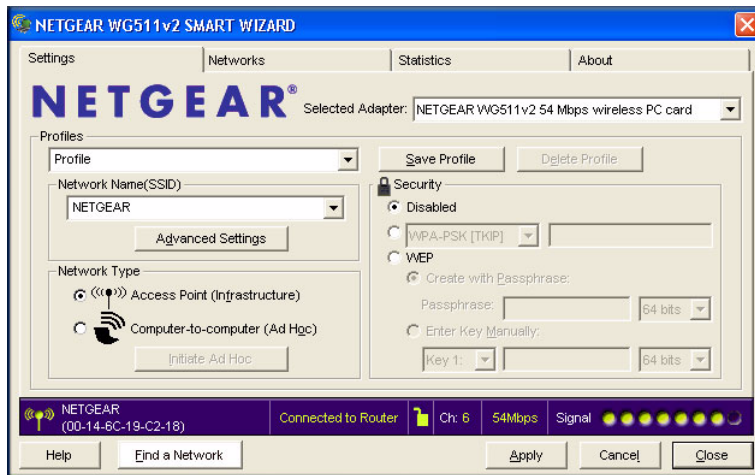 NETGEAR WG511v2 SMART WIZARD
Settings Networks Statistics About
NETGEAR®
Selected Adapter: NETGEAR WG511v2 54 Mbps wireless PC card
Profiles
Profile
Save Profile Delete Profile
Network Name(SSID)
NETGEAR
Advanced Settings
Network Type
Access Point (Infrastructure)
Computer-to-computer (Ad Hoc)
Initiate Ad Hoc
Security
Disabled
WPA-PSK [TKIP]
WEP
Create with Passphrase:
Passphrase: 64 bits
Enter Key Manually:
Key 1: 64 bits
NETGEAR
(00-14-6C-19-C2-18)
Connected to Router Ch: 6 54Mbps Signal
Help Find a Network Apply Cancel Close